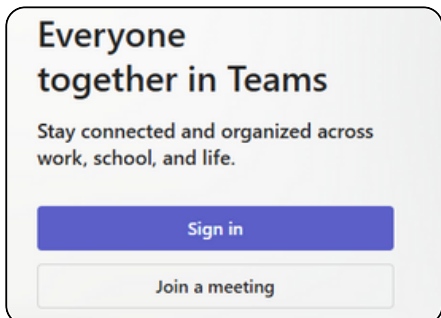 Everyone
together in Teams
Stay connected and organized across
work, school, and life.
Sign in
Join a meeting